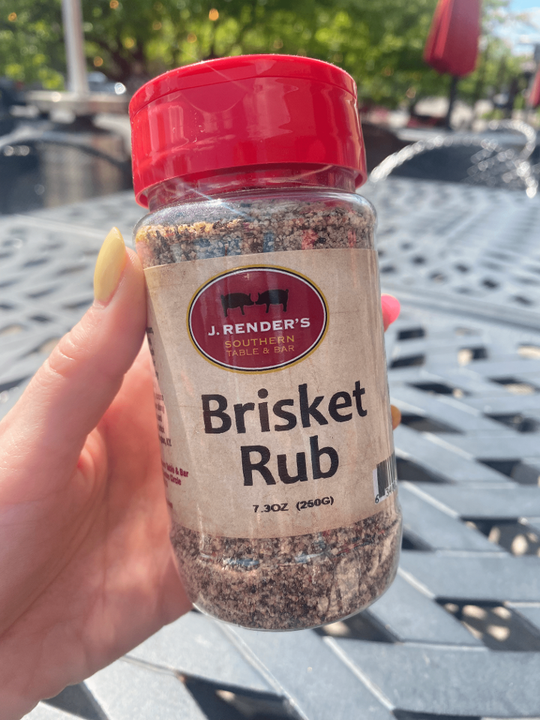 J. RENDER'S
SOUTHERN
TABLE & BAR
Brisket
Rub
7.3OZ (250G)